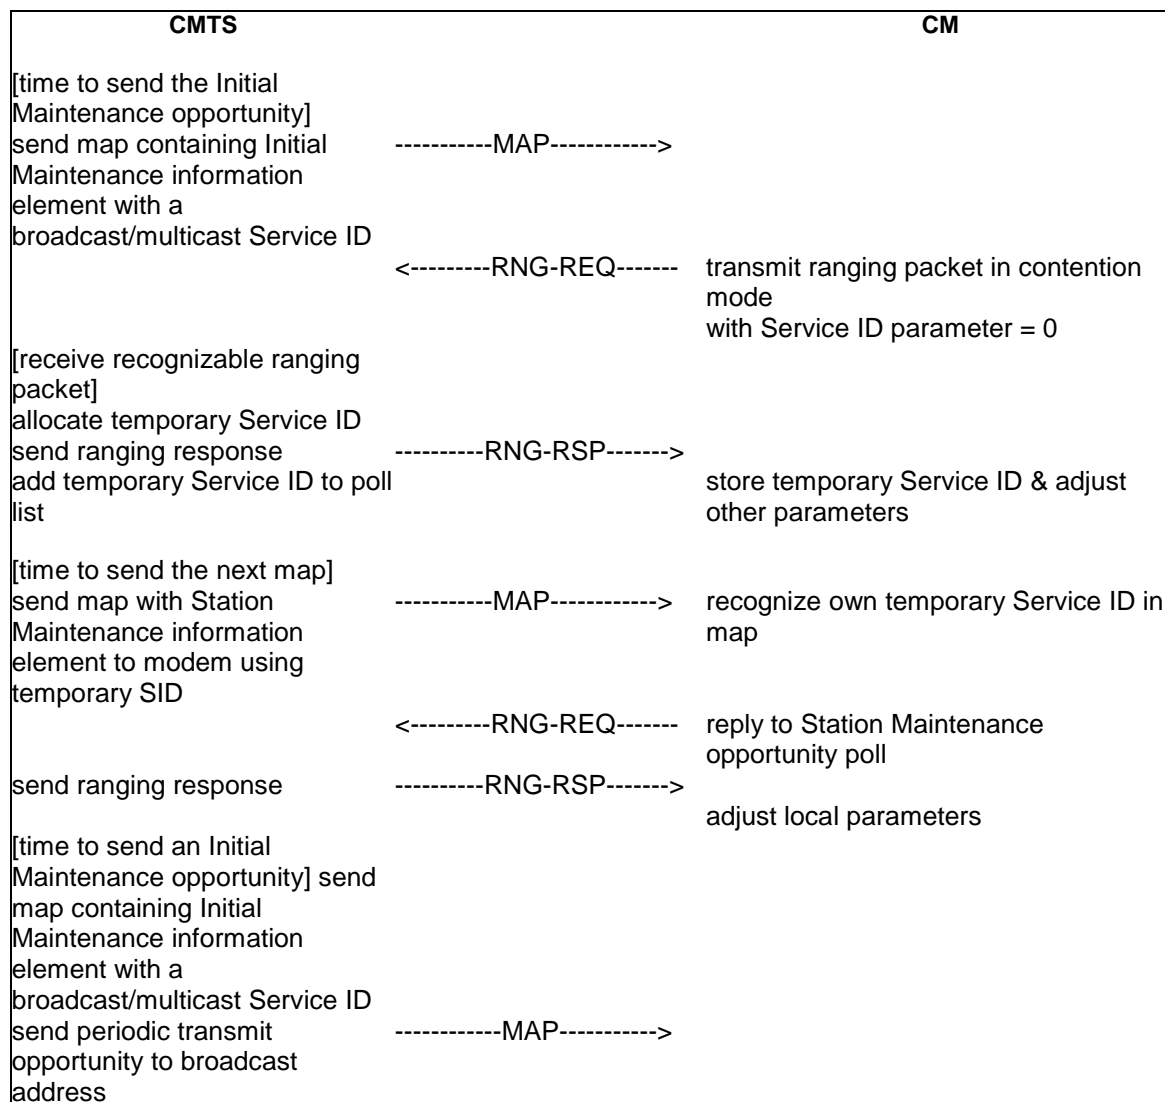 CMTS CM
[time to send the Initial
Maintenance opportunity]
send map containing Initial -----------MAP------------>
Maintenance information
element with a
broadcast/multicast Service ID
<---------RNG-REQ------- transmit ranging packet in contention
mode
with Service ID parameter = 0
[receive recognizable ranging
packet]
allocate temporary Service ID
send ranging response ----------RNG-RSP------->
add temporary Service ID to poll store temporary Service ID & adjust
list other parameters
[time to send the next map]
send map with Station -----------MAP------------> recognize own temporary Service ID in
Maintenance information map
element to modem using
temporary SID
<---------RNG-REQ------- reply to Station Maintenance
opportunity poll
send ranging response ----------RNG-RSP------->
adjust local parameters
[time to send an Initial
Maintenance opportunity] send
map containing Initial
Maintenance information
element with a
broadcast/multicast Service ID
send periodic transmit ------------MAP----------->
opportunity to broadcast
address